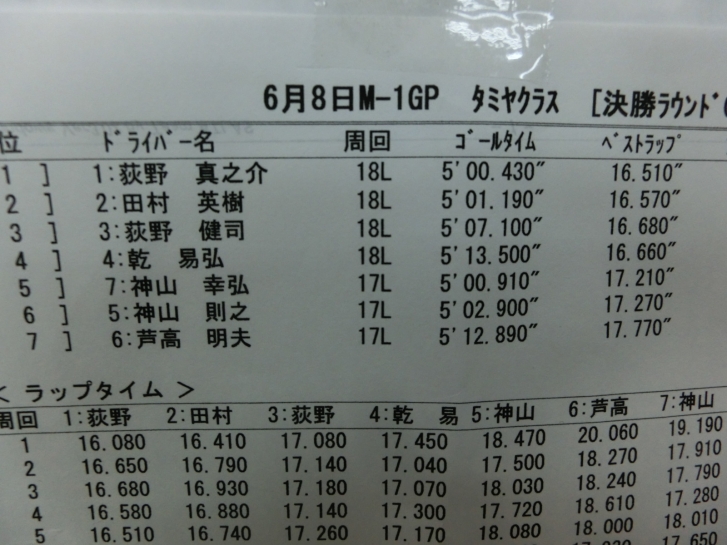 6月8日M-1GP ﾀﾐﾔｸﾗｽ [決勝ﾗｳﾝﾄﾞ
位 ﾄﾞﾗｲﾊﾞｰ名 周回 ｺﾞｰﾙﾀｲﾑ ﾍﾞｽﾄﾗｯﾌﾟ
1 ] 1:荻野 真之介 18L 5'00.430" 16.510"
2 ] 2:田村 英樹 18L 5'01.190" 16.570"
3 ] 3:荻野 健司 18L 5'07.100" 16.680"
4 ] 4:乾 易弘 18L 5'13.500" 16.660"
5 ] 7:神山 幸弘 17L 5'00.910" 17.210"
6 ] 5:神山 則之 17L 5'02.900" 17.270"
7 ] 6:芦高 明夫 17L 5'12.890" 17.770"
< ラップタイム >
周回 1:荻野 2:田村 3:荻野 4:乾 易 5:神山 6:芦高 7:神山
1 16.080 16.410 17.080 17.450 18.470 20.060 19.190
2 16.650 16.790 17.140 17.040 17.500 18.270 17.910
3 16.680 16.930 17.180 17.070 18.030 18.240 17.790
4 16.580 16.880 17.140 17.300 17.720 18.610 17.280
5 16.510 16.740 17.260 17.170 18.080 18.000 18.010
17.650